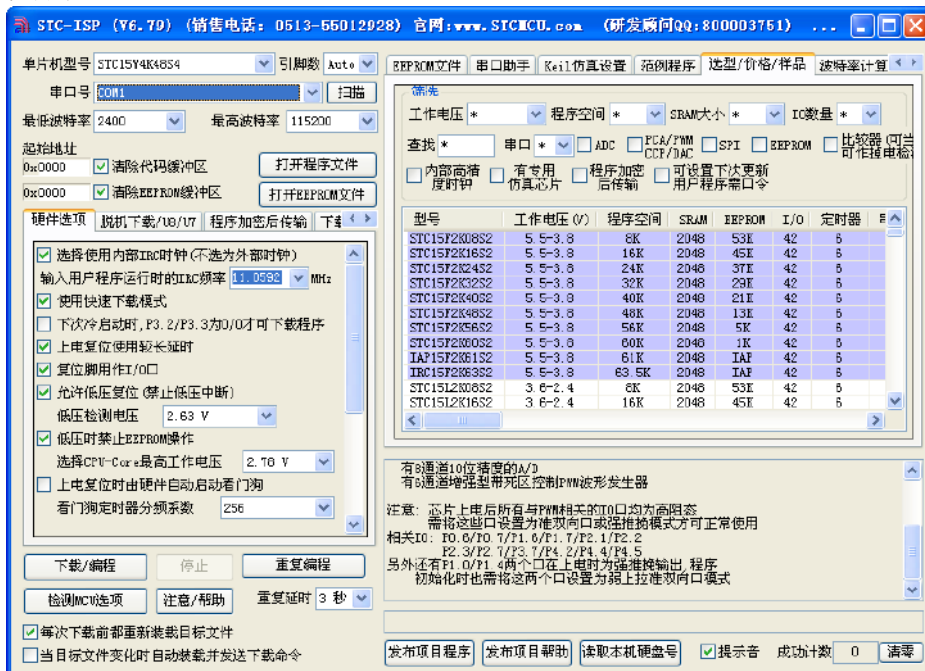 STC-ISP (V6.79) (销售电话: 0513-55012928) 官网:www.STCMCU.com (研发顾问QQ:800003751) ...
单片机型号 STC15W4K48S4 引脚数 Auto
串口号 COM1 扫描
最低波特率 2400 最高波特率 115200
起始地址
0x0000 清除代码缓冲区 打开程序文件
0x0000 清除EEPROM缓冲区 打开EEPROM文件
硬件选项 脱机下载/U8/U7 程序加密后传输
选择使用内部IRC时钟(不选为外部时钟)
输入用户程序运行时的IRC频率 11.0592 MHz
使用快速下载模式
下次冷启动时,P3.2/P3.3为0/0才可下载程序
上电复位使用较长延时
复位脚用作I/O口
允许低压复位(禁止低压中断)
低压检测电压 2.63 V
低压时禁止EEPROM操作
选择CPU-Core最高工作电压 2.76 V
上电复位时由硬件自动启动看门狗
看门狗定时器分频系数 256
下载/编程 停止 重复编程
检测MCU选项 注意/帮助 重复延时 3 秒
每次下载前都重新装载目标文件
当目标文件变化时自动装载并发送下载命令
EEPROM文件 串口助手 Keil仿真设置 范例程序 选型/价格/样品 波特率计算
筛选
工作电压 * 程序空间 * SRAM大小 * IO数量 *
查找 * 串口 * ADC PCA/PWM CCP/DAC SPI EEPROM 比较器(可当 可作掉电检
内部高精度时钟 有专用仿真芯片 程序加密后传输 可设置下次更新用户程序需口令
型号 工作电压(V) 程序空间 SRAM EEPROM I/O 定时器
STC15F2K08S2 5.5-3.8 8K 2048 53K 42 6
STC15F2K16S2 5.5-3.8 16K 2048 45K 42 6
STC15F2K24S2 5.5-3.8 24K 2048 37K 42 6
STC15F2K32S2 5.5-3.8 32K 2048 29K 42 6
STC15F2K40S2 5.5-3.8 40K 2048 21K 42 6
STC15F2K48S2 5.5-3.8 48K 2048 13K 42 6
STC15F2K56S2 5.5-3.8 56K 2048 5K 42 6
STC15F2K60S2 5.5-3.8 60K 2048 1K 42 6
IAP15F2K61S2 5.5-3.8 61K 2048 IAP 42 6
IRC15F2K63S2 5.5-3.8 63.5K 2048 IAP 42 6
STC15L2K08S2 3.6-2.4 8K 2048 53K 42 6
STC15L2K16S2 3.6-2.4 16K 2048 45K 42 6
有8通道10位精度的A/D
有6通道增强型带死区控制PWM波形发生器
注意: 芯片上电后所有与PWM相关的IO口均为高阻态
需将这些口设置为准双向口或强推挽模式方可正常使用
相关IO: P0.6/P0.7/P1.6/P1.7/P2.1/P2.2
P2.3/P2.7/P3.7/P4.2/P4.4/P4.5
另外还有P1.0/P1.4两个口在上电时为强推挽输出,程序
初始化时也需将这两个口设置为弱上拉准双向口模式
发布项目程序 发布项目帮助 读取本机硬盘号 提示音 成功计数 0 清零